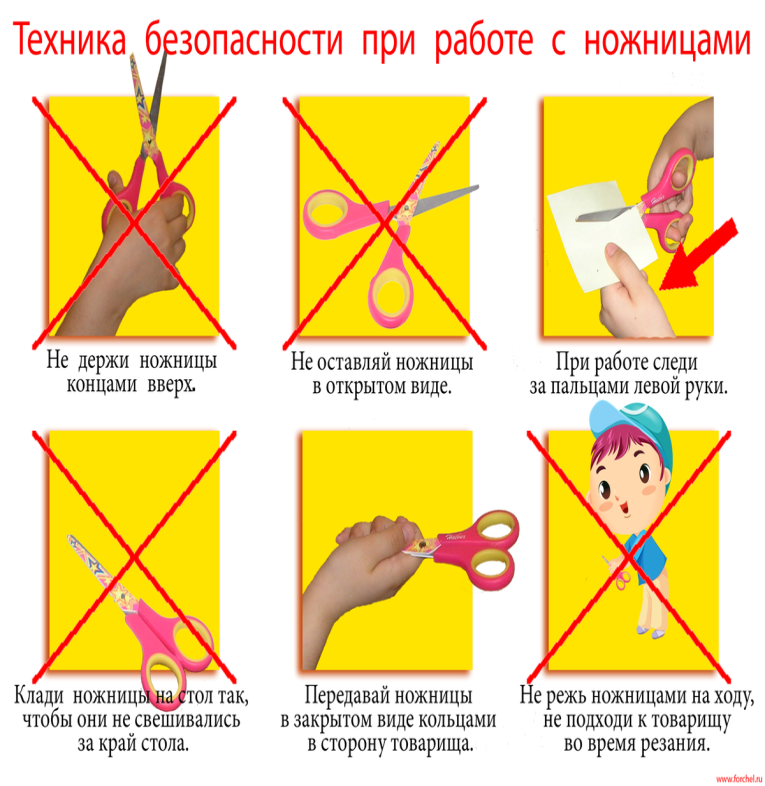 Техника безопасности при работе с ножницами
Не держи ножницы
концами вверх.
Не оставляй ножницы
в открытом виде.
При работе следи
за пальцами левой руки.
Клади ножницы на стол так,
чтобы они не свешивались
за край стола.
Передавай ножницы
в закрытом виде кольцами
в сторону товарища.
Не режь ножницами на ходу,
не подходи к товарищу
во время резания.
www.forchel.ru